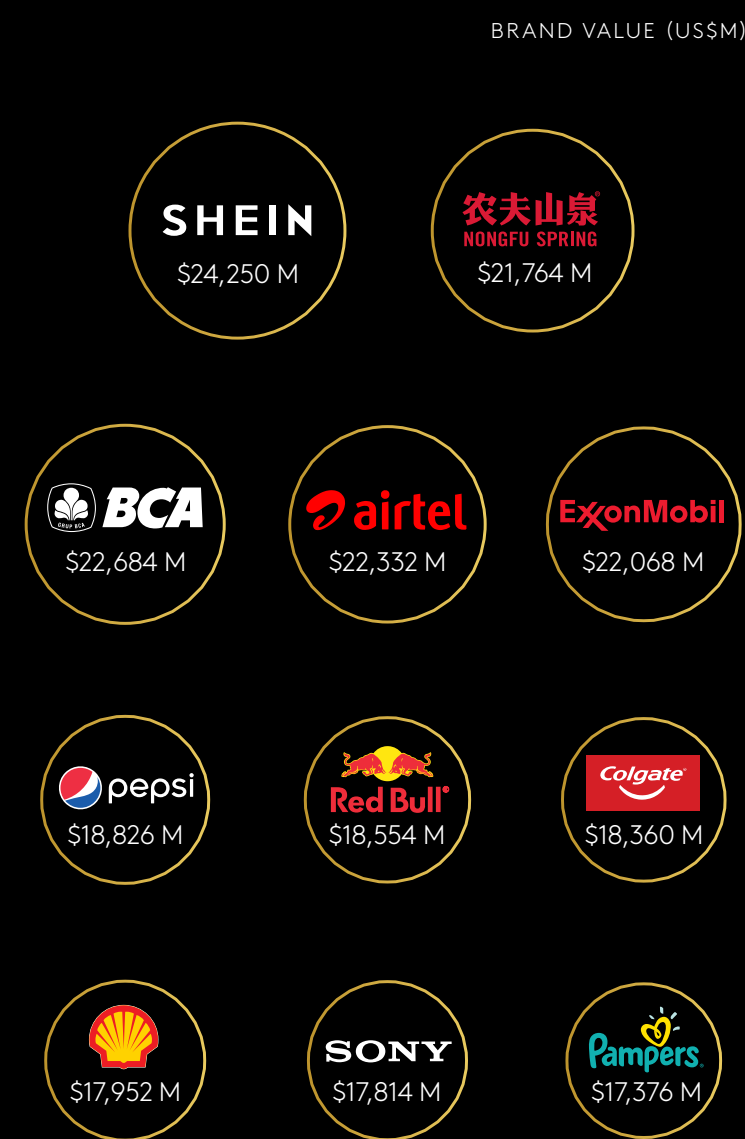 BRAND VALUE (US$M)
SHEIN
$24,250 M
农夫山泉®
NONGFU SPRING
$21,764 M
GRUP BCA
BCA
$22,684 M
airtel
$22,332 M
ExxonMobil
$22,068 M
pepsi
$18,826 M
Red Bull®
$18,554 M
Colgate™
$18,360 M
$17,952 M
SONY
$17,814 M
Pampers.
$17,376 M